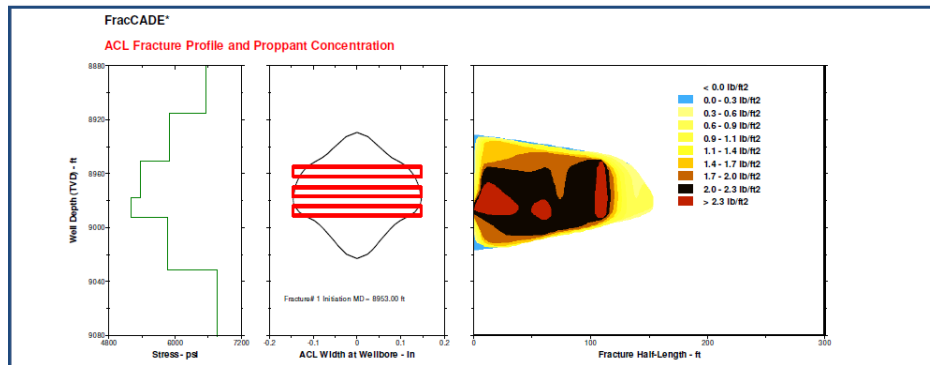 FracCADE*
ACL Fracture Profile and Proppant Concentration
8880
8920
8960
9000
9040
9080
Well Depth (TVD) - ft
4800
6000
7200
Stress - psi
Fracture# 1 Initiation MD = 8953.00 ft
-0.2
-0.1
0
0.1
0.2
ACL Width at Wellbore - in
< 0.0 lb/ft2
0.0 - 0.3 lb/ft2
0.3 - 0.6 lb/ft2
0.6 - 0.9 lb/ft2
0.9 - 1.1 lb/ft2
1.1 - 1.4 lb/ft2
1.4 - 1.7 lb/ft2
1.7 - 2.0 lb/ft2
2.0 - 2.3 lb/ft2
> 2.3 lb/ft2
0
100
200
300
Fracture Half-Length - ft